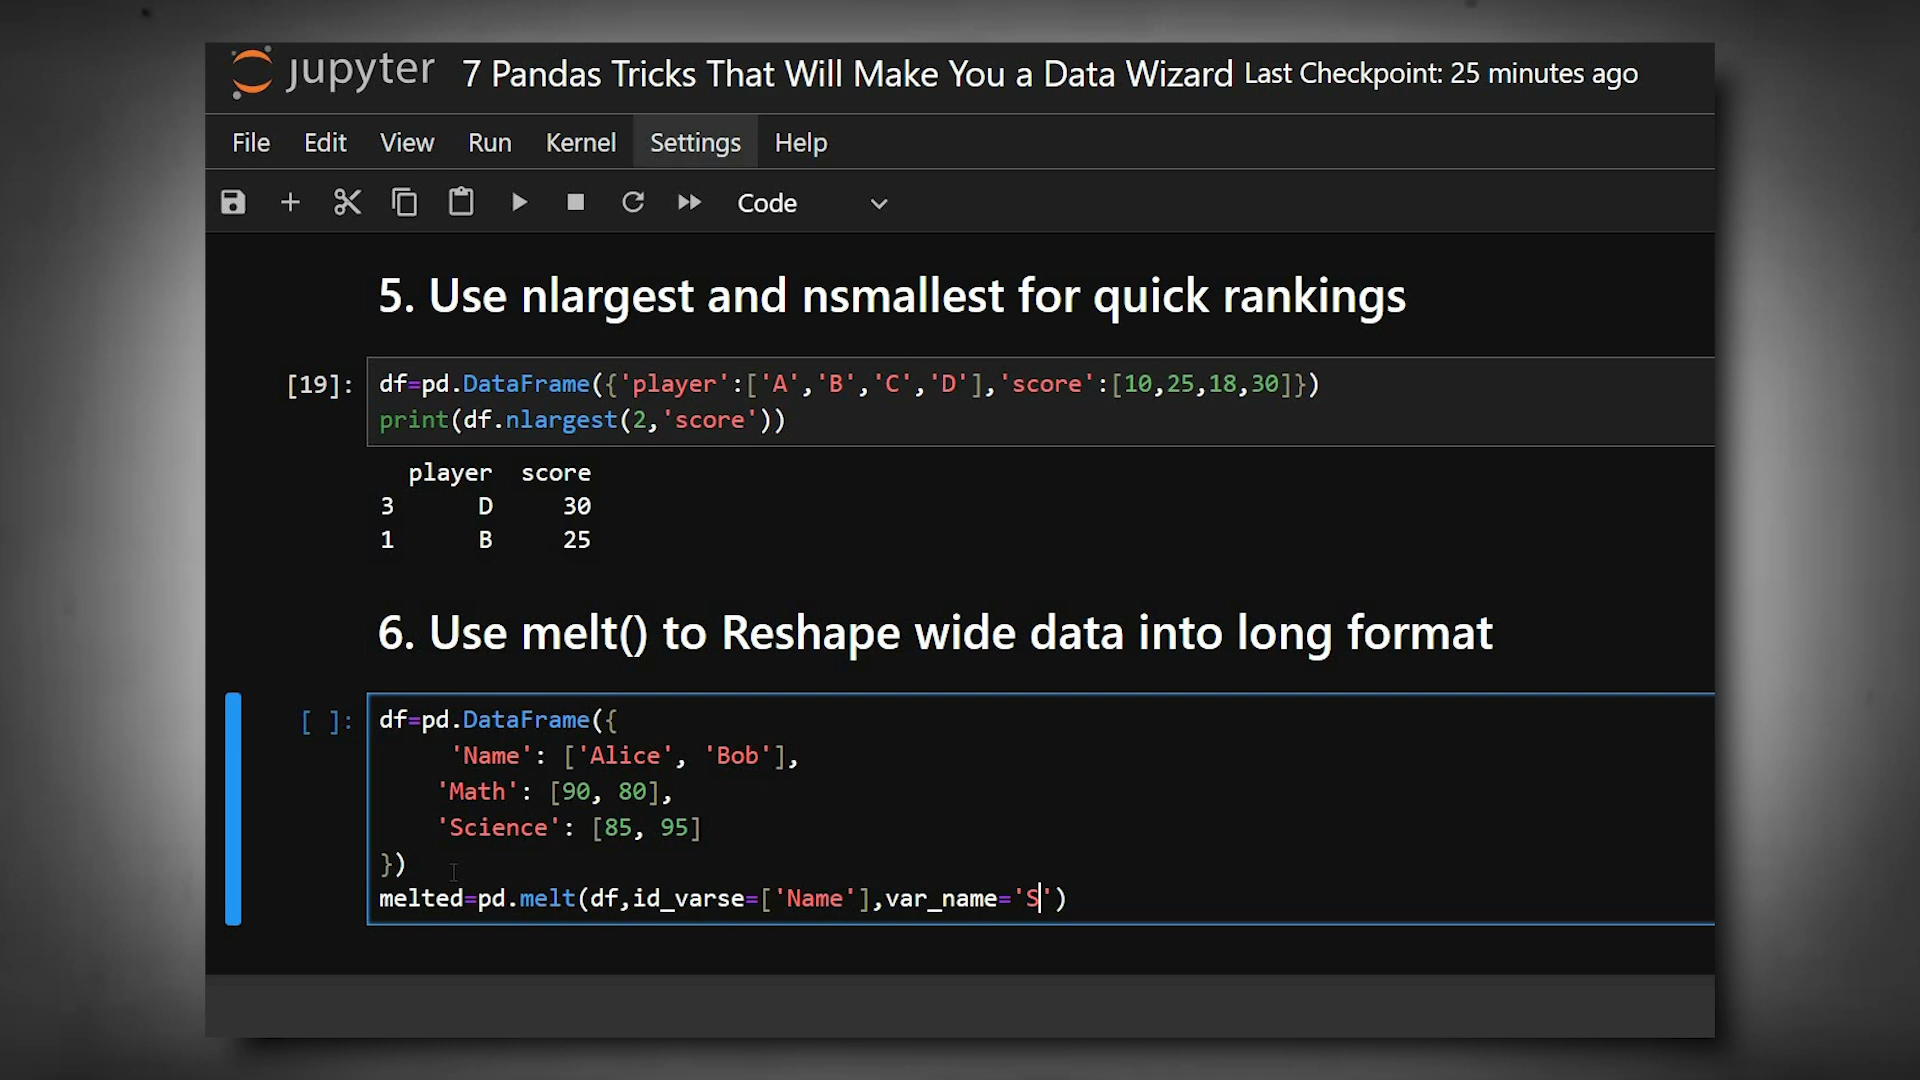 jupyter 7 Pandas Tricks That Will Make You a Data Wizard Last Checkpoint: 25 minutes ago
File Edit View Run Kernel Settings Help
Code
5. Use nlargest and nsmallest for quick rankings
[19]: df=pd.DataFrame({'player':['A','B','C','D'],'score':[10,25,18,30]})
print(df.nlargest(2,'score'))
player score
3 D 30
1 B 25
6. Use melt() to Reshape wide data into long format
[ ]: df=pd.DataFrame({
'Name': ['Alice', 'Bob'],
'Math': [90, 80],
'Science': [85, 95]
})
melted=pd.melt(df,id_varse=['Name'],var_name='S')